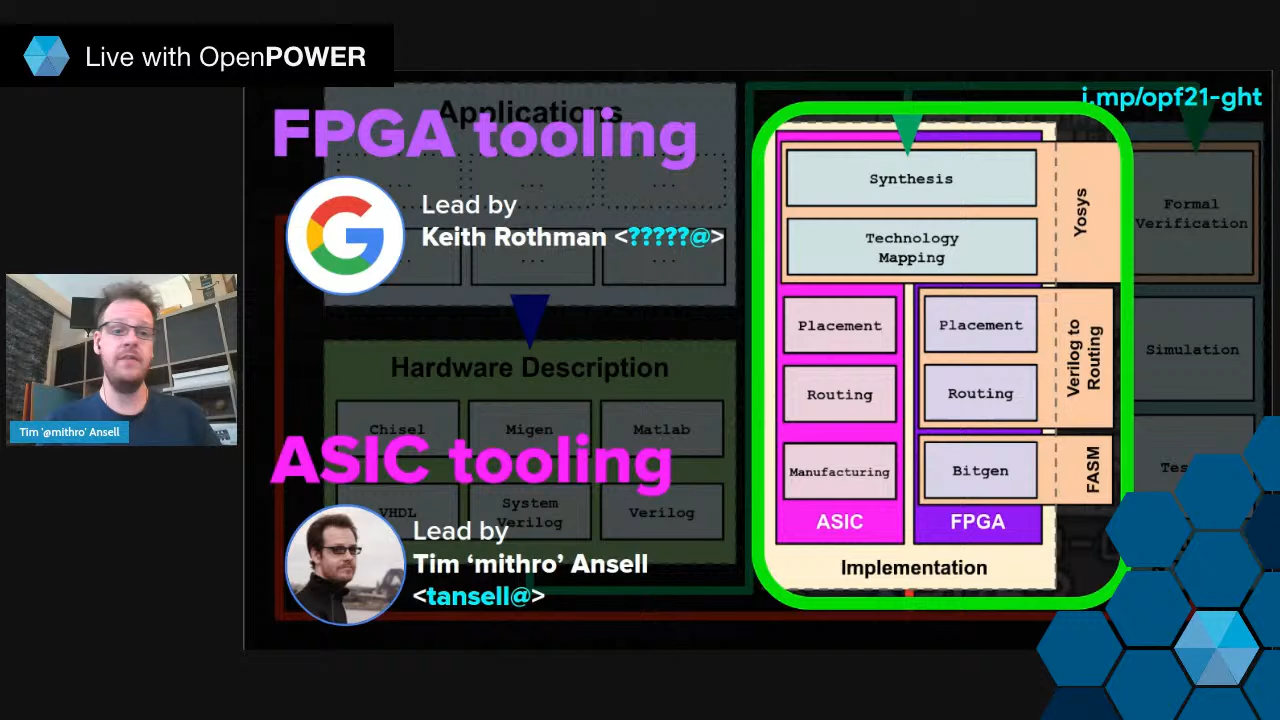 Live with OpenPOWER
j.mp/opf21-ght
Applications
FPGA tooling
Lead by
Keith Rothman <?????@>
...
...
...
...
...
...
Tim '@mithro' Ansell
Hardware Description
Chisel
Migen
Matlab
VHDL
System
Verilog
Verilog
ASIC tooling
Lead by
Tim ‘mithro’ Ansell
<tansell@>
Synthesis
Technology
Mapping
Yosys
Placement
Routing
Manufacturing
ASIC
Placement
Routing
Verilog to
Routing
Bitgen
FASM
FPGA
Implementation
Formal
Verification
Simulation